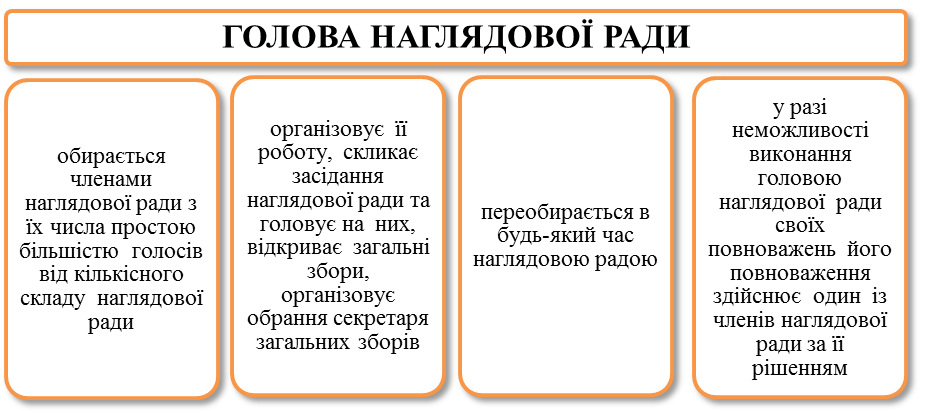 ГОЛОВА НАГЛЯДОВОЇ РАДИ
обирається
членами
наглядової ради з
їх числа простою
більшістю голосів
від кількісного
складу наглядової
ради
організовує її
роботу, скликає
засідання
наглядової ради та
головує на них,
відкриває загальні
збори,
організовує
обрання секретаря
загальних зборів
переобирається в
будь-який час
наглядовою радою
у разі
неможливості
виконання
головою
наглядової ради
своїх
повноважень його
повноваження
здійснює один із
членів наглядової
ради за її
рішенням